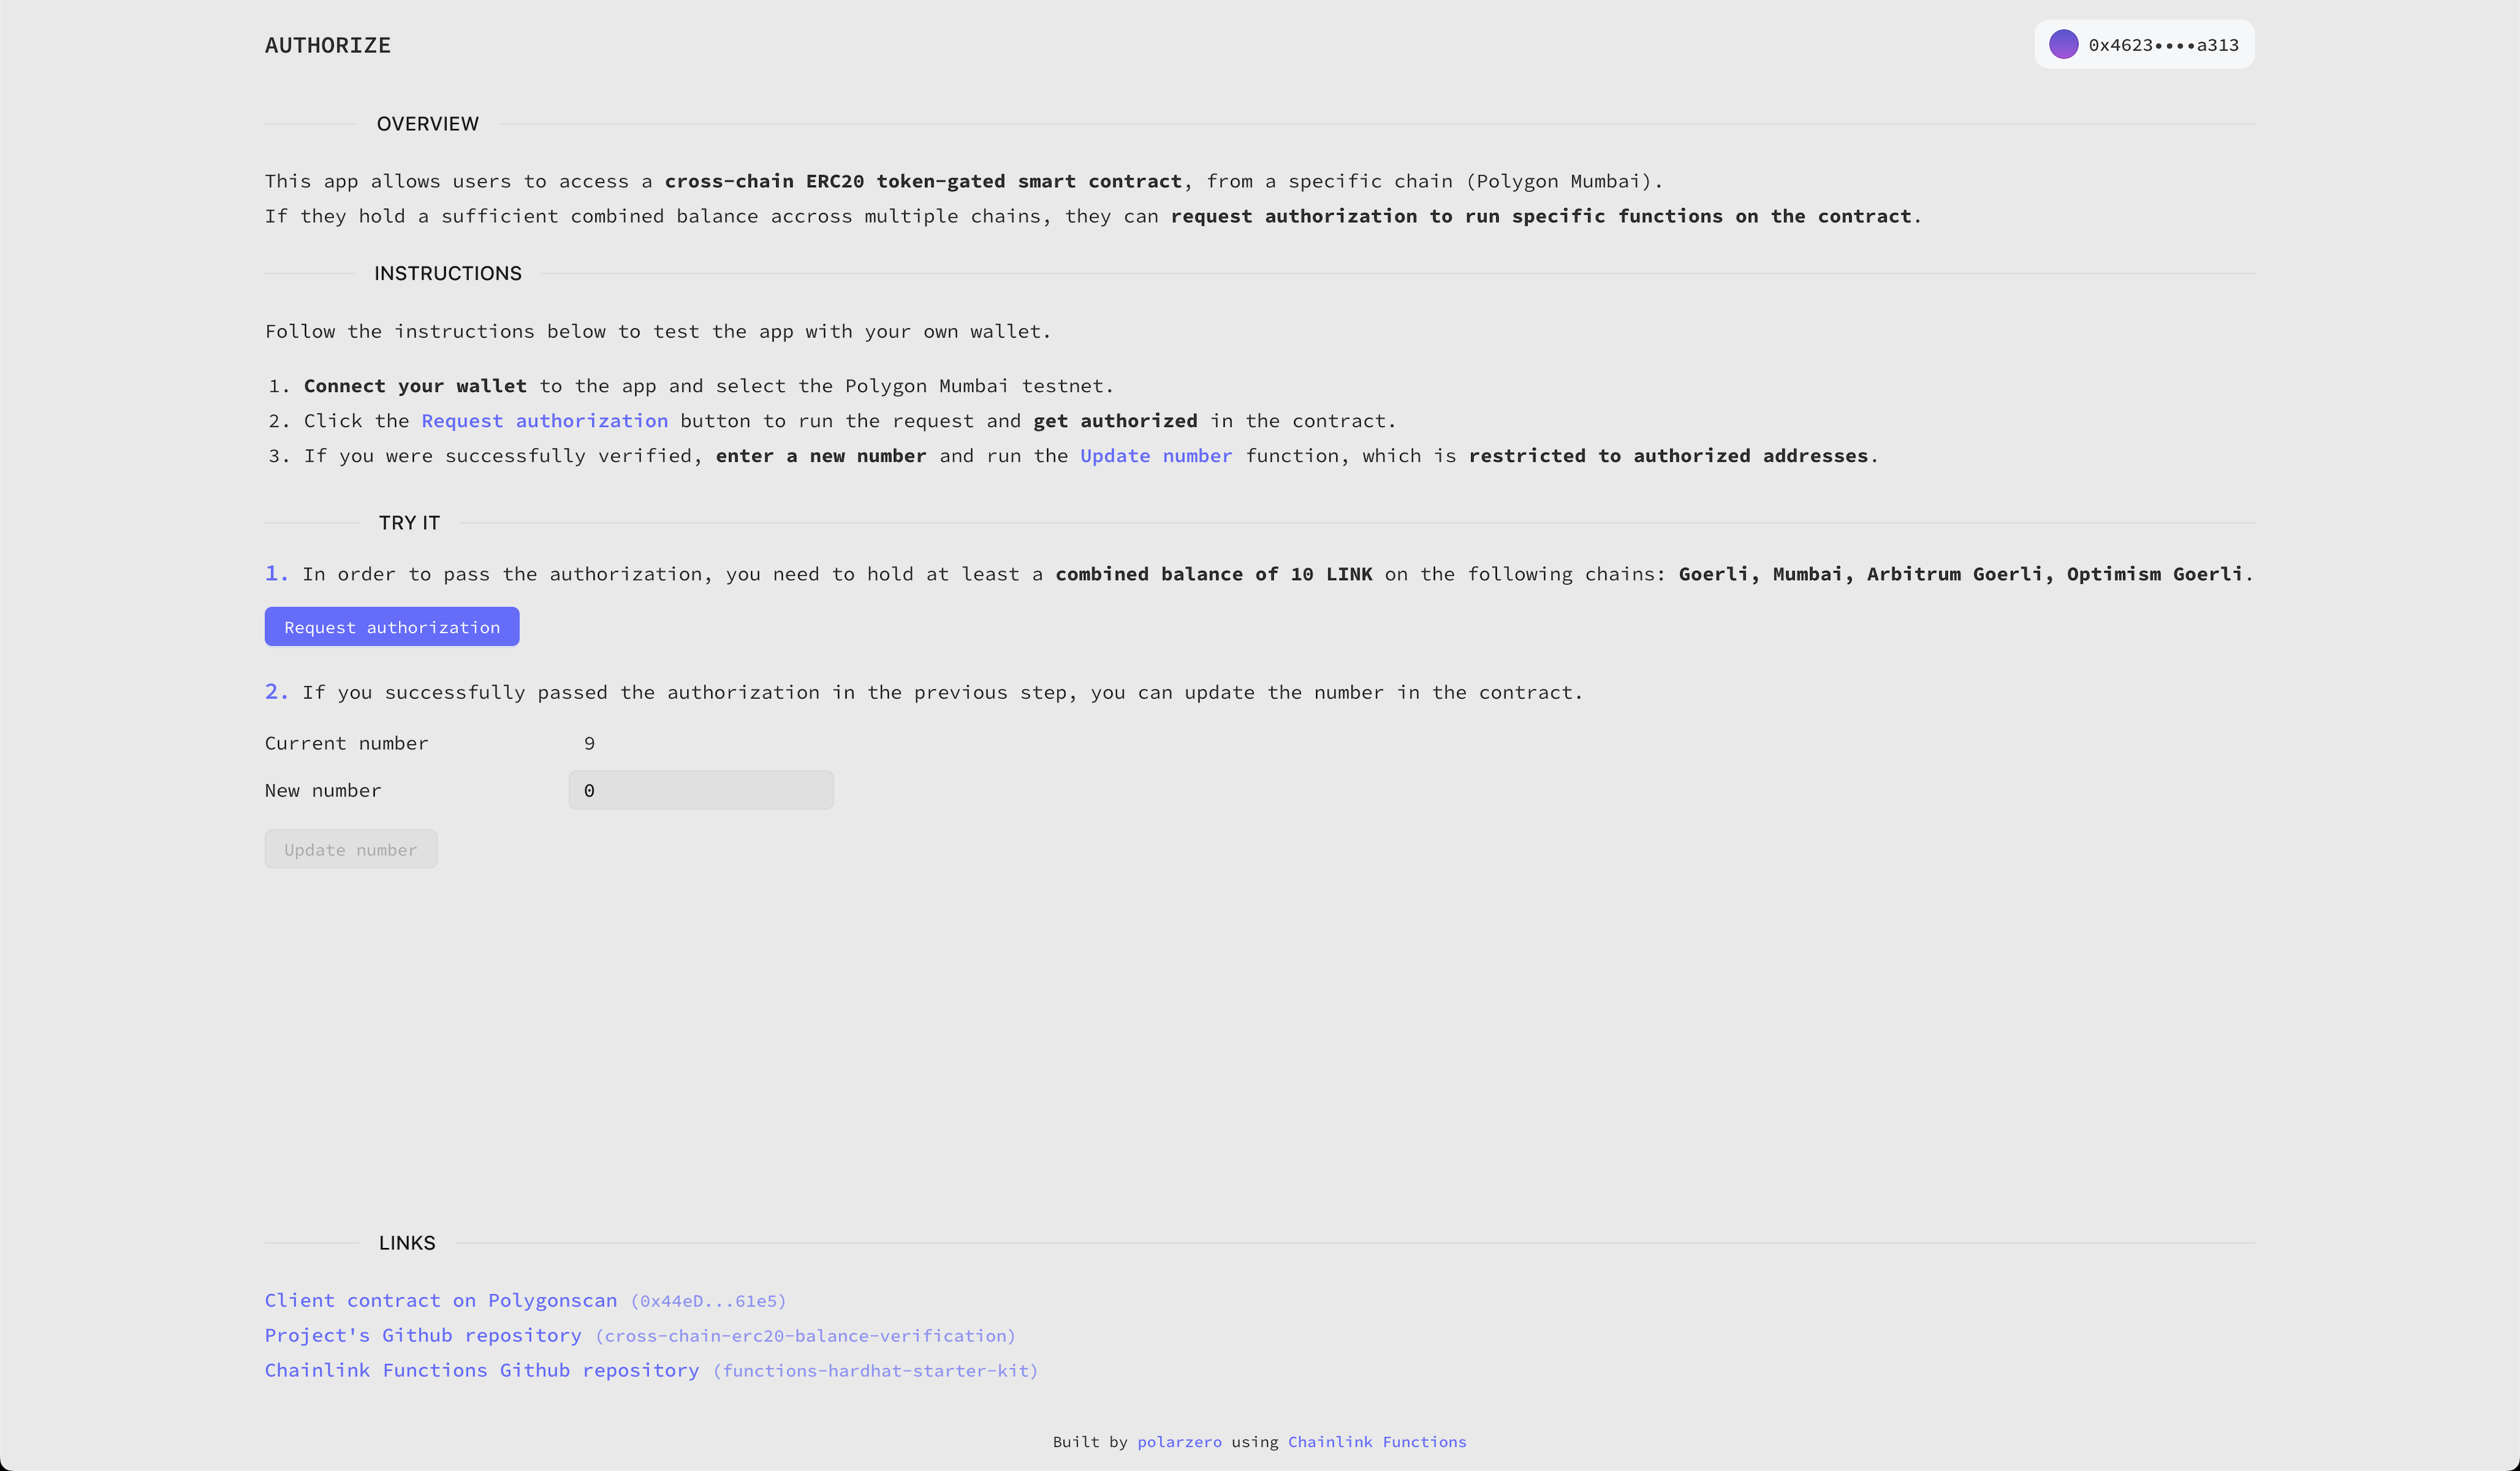 AUTHORIZE
0x4623••••a313
OVERVIEW
This app allows users to access a cross-chain ERC20 token-gated smart contract, from a specific chain (Polygon Mumbai).
If they hold a sufficient combined balance accross multiple chains, they can request authorization to run specific functions on the contract.
INSTRUCTIONS
Follow the instructions below to test the app with your own wallet.
1. Connect your wallet to the app and select the Polygon Mumbai testnet.
2. Click the Request authorization button to run the request and get authorized in the contract.
3. If you were successfully verified, enter a new number and run the Update number function, which is restricted to authorized addresses.
TRY IT
1. In order to pass the authorization, you need to hold at least a combined balance of 10 LINK on the following chains: Goerli, Mumbai, Arbitrum Goerli, Optimism Goerli.
Request authorization
2. If you successfully passed the authorization in the previous step, you can update the number in the contract.
Current number 9
New number 0
Update number
LINKS
Client contract on Polygonscan (0x44eD...61e5)
Project's Github repository (cross-chain-erc20-balance-verification)
Chainlink Functions Github repository (functions-hardhat-starter-kit)
Built by polarzero using Chainlink Functions